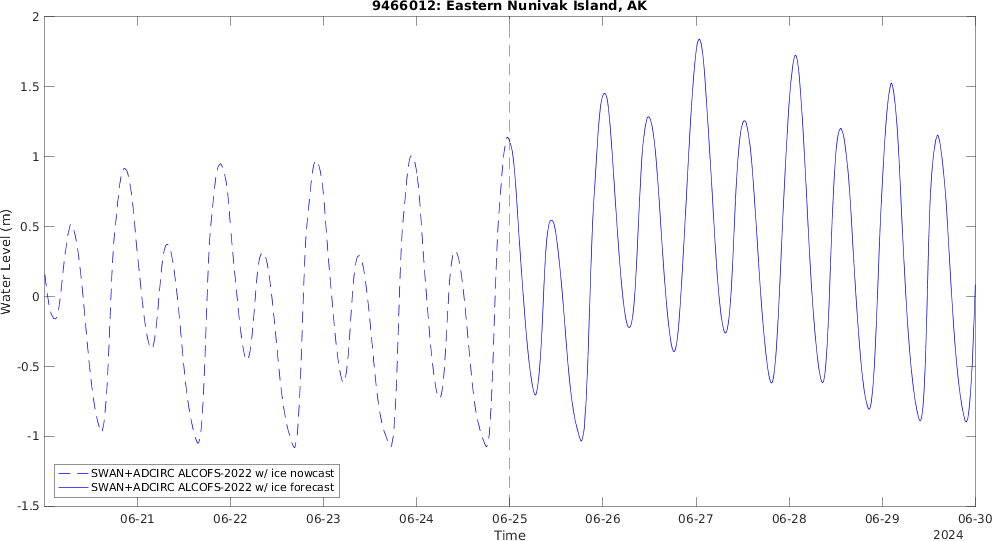 9466012: Eastern Nunivak Island, AK
2
1.5
1
0.5
0
-0.5
-1
-1.5
Water Level (m)
SWAN+ADCIRC ALCOFS-2022 w/ ice nowcast
SWAN+ADCIRC ALCOFS-2022 w/ ice forecast
06-21 06-22 06-23 06-24 06-25 06-26 06-27 06-28 06-29 06-30
Time
2024